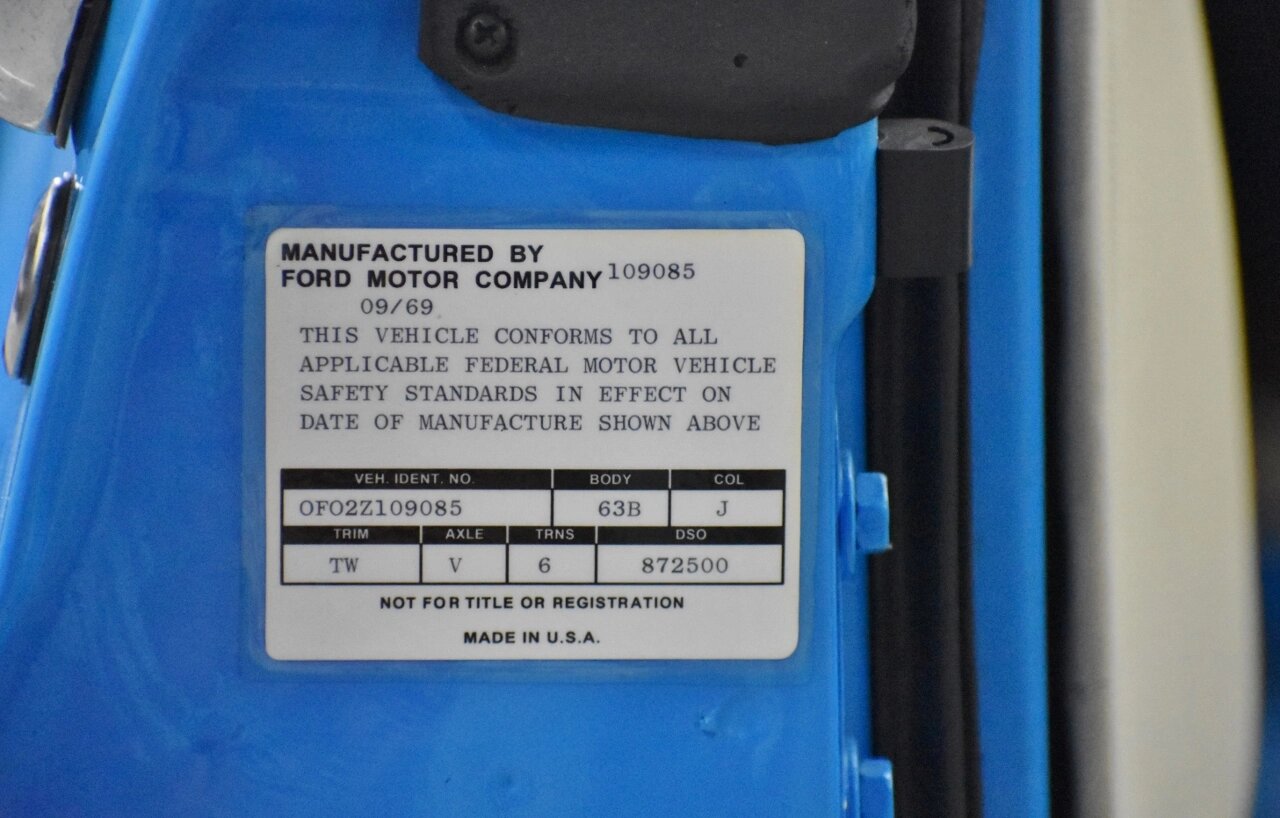 MANUFACTURED BY
FORD MOTOR COMPANY 109085
09/69
THIS VEHICLE CONFORMS TO ALL
APPLICABLE FEDERAL MOTOR VEHICLE
SAFETY STANDARDS IN EFFECT ON
DATE OF MANUFACTURE SHOWN ABOVE
VEH. IDENT. NO. BODY COL
0F02Z109085 63B J
TRIM AXLE TRNS DSO
TW V 6 872500
NOT FOR TITLE OR REGISTRATION
MADE IN U.S.A.